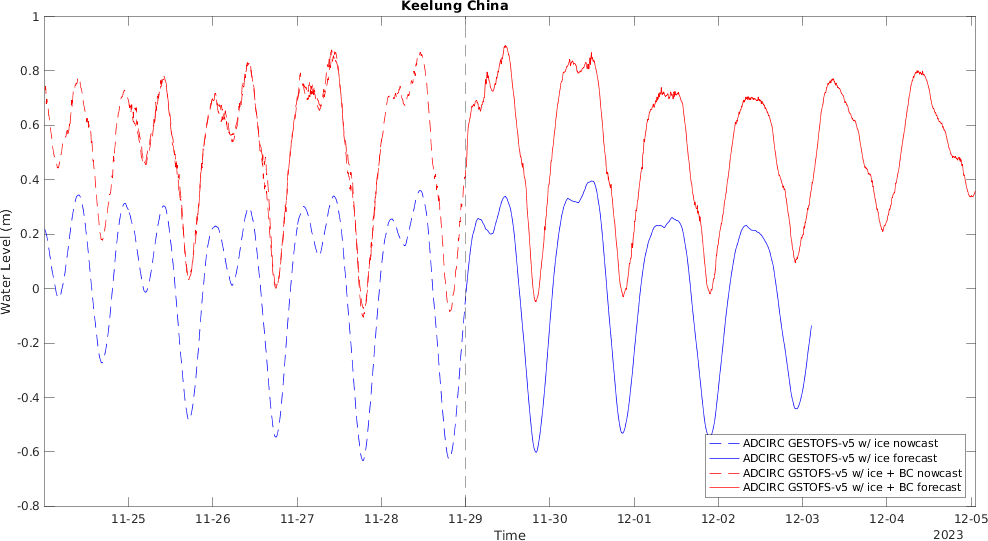 Keelung China
Water Level (m)
1
0.8
0.6
0.4
0.2
0
-0.2
-0.4
-0.6
-0.8
ADCIRC GESTOFS-v5 w/ ice nowcast
ADCIRC GESTOFS-v5 w/ ice forecast
ADCIRC GSTOFS-v5 w/ ice + BC nowcast
ADCIRC GSTOFS-v5 w/ ice + BC forecast
11-25 11-26 11-27 11-28 11-29 11-30 12-01 12-02 12-03 12-04 12-05
Time
2023